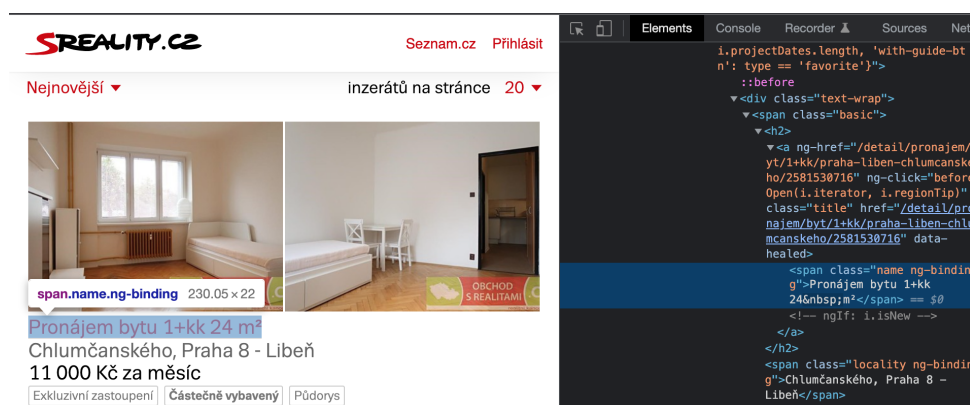 SREALITY.CZ
Seznam.cz Přihlásit
Nejnovější ▼ inzerátů na stránce 20 ▼
OBCHOD
S REALITAMI
span.name.ng-binding 230.05 × 22
Pronájem bytu 1+kk 24 m²
Chlumčanského, Praha 8 - Libeň
11 000 Kč za měsíc
Exkluzivní zastoupení Částečně vybavený Půdorys
Elements Console Recorder Sources Net
i.projectDates.length, 'with-guide-bt
n': type == 'favorite'}">
::before
▼<div class="text-wrap">
▼<span class="basic">
▼<h2>
▼<a ng-href="/detail/pronajem/
yt/1+kk/praha-liben-chlumcansk
ho/2581530716" ng-click="before
Open(i.iterator, i.regionTip)"
class="title" href="/detail/pro
najem/byt/1+kk/praha-liben-chlu
mcanskeho/2581530716" data-
healed>
<span class="name ng-bindin
g">Pronájem bytu 1+kk
24&nbsp;m²</span> == $0
<!-- ngIf: i.isNew -->
</a>
</h2>
<span class="locality ng-bindin
g">Chlumčanského, Praha 8 –
Libeň</span>